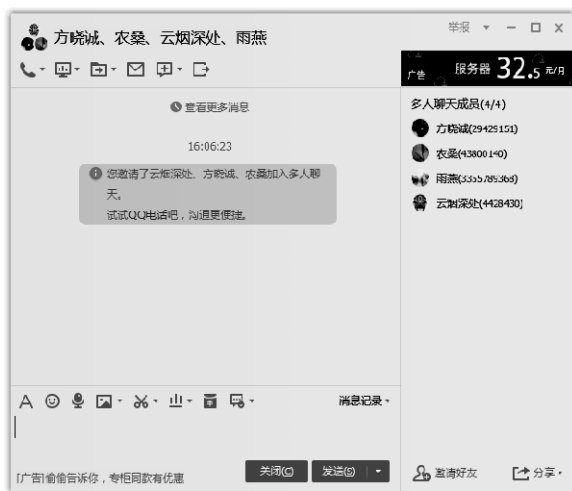 方晓诚、农桑、云烟深处、雨燕
举报
广告 服务器 32.5 元/月
查看更多消息
16:06:23
您邀请了云烟深处、方晓诚、农桑加入多人聊
天。
试试QQ电话吧，沟通更便捷。
多人聊天成员(4/4)
方晓诚(29429151)
农桑(43800140)
雨燕(3355785368)
云烟深处(4428430)
消息记录
[广告]偷偷告诉你，专柜同款有优惠
关闭(C)
发送(S)
邀请好友
分享